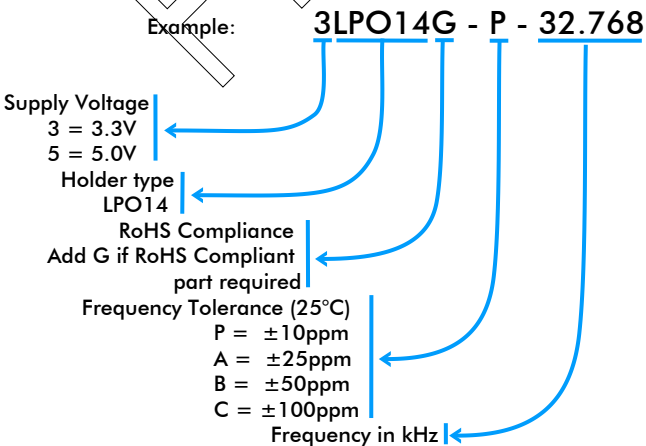 Example: 3LPO14G - P - 32.768
Supply Voltage
3 = 3.3V
5 = 5.0V
Holder type
LPO14
RoHS Compliance
Add G if RoHS Compliant
part required
Frequency Tolerance (25°C)
P = ±10ppm
A = ±25ppm
B = ±50ppm
C = ±100ppm
Frequency in kHz